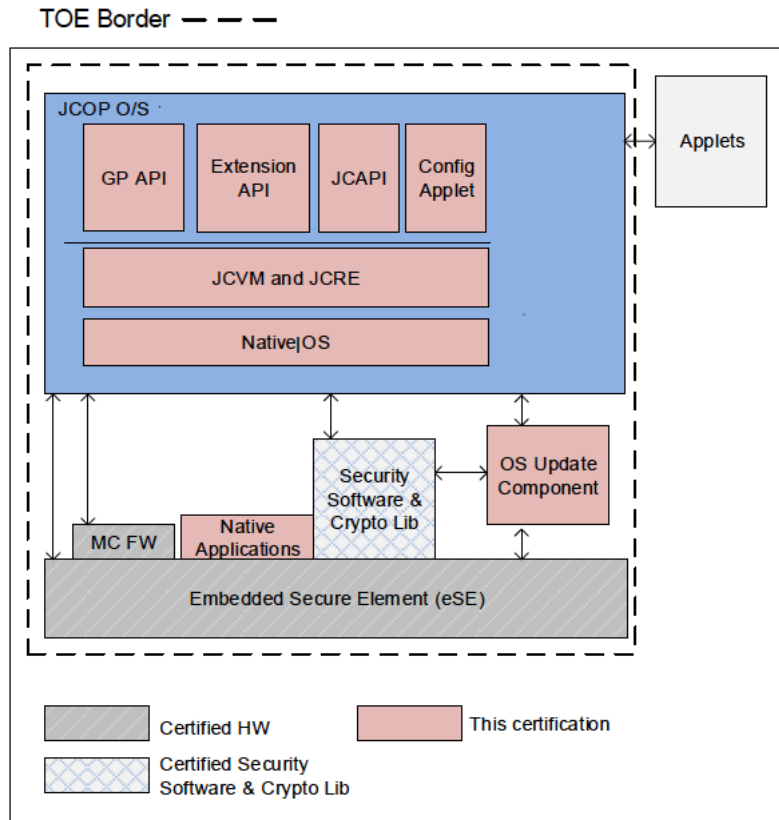 TOE Border
JCOP O/S
GP API
Extension
API
JCAPI
Config
Applet
Applets
JCVM and JCRE
Native|OS
Security
Software &
Crypto Lib
OS Update
Component
MC FW
Native
Applications
Embedded Secure Element (eSE)
Certified HW
This certification
Certified Security
Software & Crypto Lib